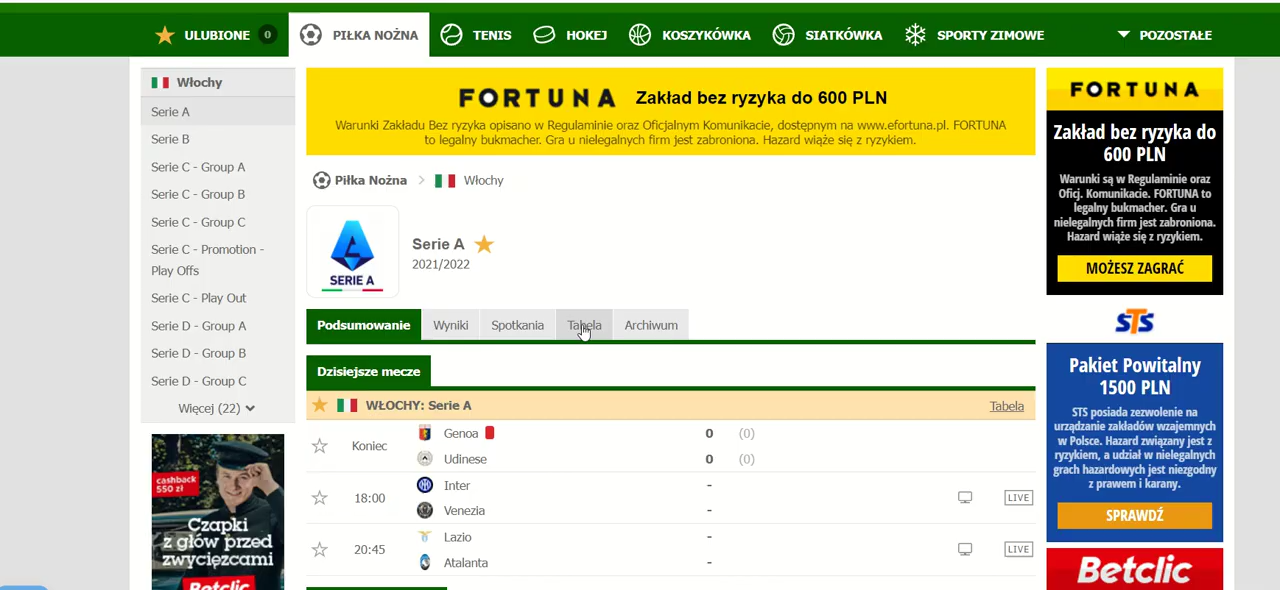 ULUBIONE 0 PIŁKA NOŻNA TENIS HOKEJ KOSZYKÓWKA SIATKÓWKA SPORTY ZIMOWE POZOSTAŁE
Włochy
Serie A
Serie B
Serie C - Group A
Serie C - Group B
Serie C - Group C
Serie C - Promotion -
Play Offs
Serie C - Play Out
Serie D - Group A
Serie D - Group B
Serie D - Group C
Więcej (22)
cashback
550 zł
Czapki
z głów przed
zwycięzcami
Betclic
FORTUNA Zakład bez ryzyka do 600 PLN
Warunki Zakładu Bez ryzyka opisano w Regulaminie oraz Oficjalnym Komunikacie, dostępnym na www.efortuna.pl. FORTUNA
to legalny bukmacher. Gra u nielegalnych firm jest zabroniona. Hazard wiąże się z ryzykiem.
Piłka Nożna > Włochy
SERIE A
Serie A
2021/2022
Podsumowanie Wyniki Spotkania Tabela Archiwum
Dzisiejsze mecze
WŁOCHY: Serie A Tabela
Koniec
Genoa 0 (0)
Udinese 0 (0)
18:00
Inter -
Venezia -
LIVE
20:45
Lazio -
Atalanta -
LIVE
FORTUNA
Zakład bez ryzyka do
600 PLN
Warunki są w Regulaminie oraz
Oficj. Komunikacie. FORTUNA to
legalny bukmacher. Gra u
nielegalnych firm jest zabroniona.
Hazard wiąże się z ryzykiem.
MOŻESZ ZAGRAĆ
STS
Pakiet Powitalny
1500 PLN
STS posiada zezwolenie na
urządzanie zakładów wzajemnych
w Polsce. Hazard związany jest z
ryzykiem, a udział w nielegalnych
grach hazardowych jest niezgodny
z prawem i karany.
SPRAWDŹ
Betclic